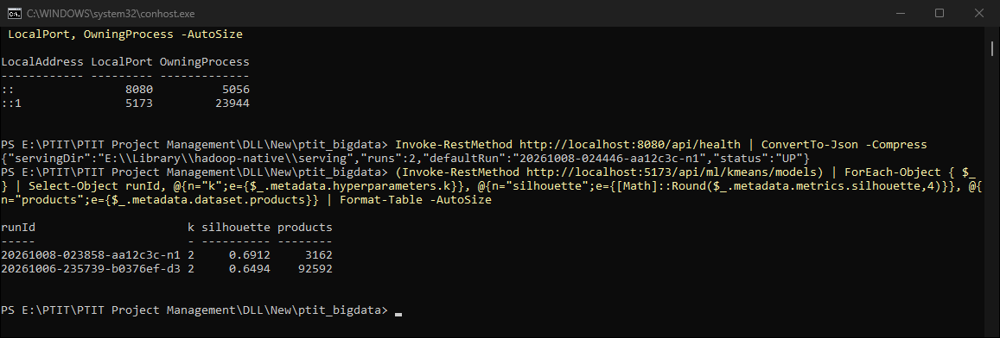 C:\WINDOWS\system32\conhost.exe
LocalPort, OwningProcess -AutoSize
LocalAddress LocalPort OwningProcess
------------ --------- -------------
:: 8080 5056
::1 5173 23944
PS E:\PTIT\PTIT Project Management\DLL\New\ptit_bigdata> Invoke-RestMethod http://localhost:8080/api/health | ConvertTo-Json -Compress
{"servingDir":"E:\\Library\\hadoop-native\\serving","runs":2,"defaultRun":"20261008-024446-aa12c3c-n1","status":"UP"}
PS E:\PTIT\PTIT Project Management\DLL\New\ptit_bigdata> (Invoke-RestMethod http://localhost:5173/api/ml/kmeans/models) | ForEach-Object { $_
} | Select-Object runId, @{n="k";e={$_.metadata.hyperparameters.k}}, @{n="silhouette";e={[Math]::Round($_.metadata.metrics.silhouette,4)}}, @{
n="products";e={$_.metadata.dataset.products}} | Format-Table -AutoSize
runId k silhouette products
----- - ---------- --------
20261008-023858-aa12c3c-n1 2 0.6912 3162
20261006-235739-b0376ef-d3 2 0.6494 92592
PS E:\PTIT\PTIT Project Management\DLL\New\ptit_bigdata>